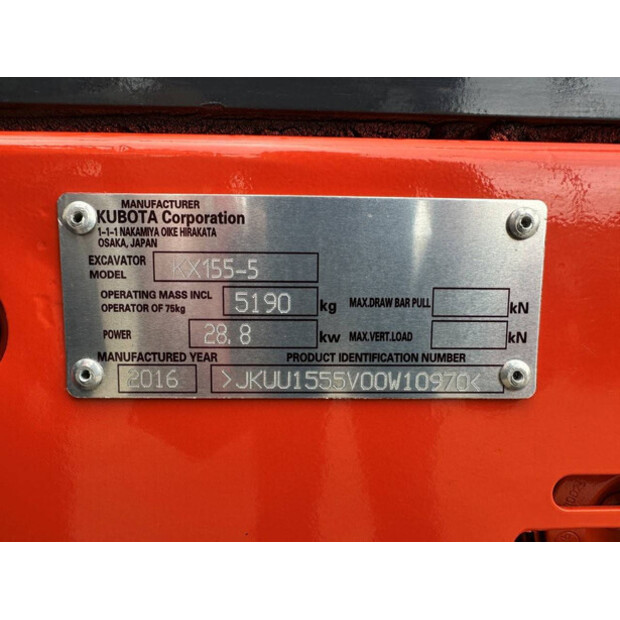 MANUFACTURER
KUBOTA Corporation
1-1-1 NAKAMIYA OIKE HIRAKATA
OSAKA, JAPAN
EXCAVATOR MODEL KX155-5
OPERATING MASS INCL OPERATOR OF 75kg 5190 kg MAX.DRAW BAR PULL kN
POWER 28.8 kw MAX.VERT.LOAD kN
MANUFACTURED YEAR PRODUCT IDENTIFICATION NUMBER
2016 >JKUU1555V00W10970<